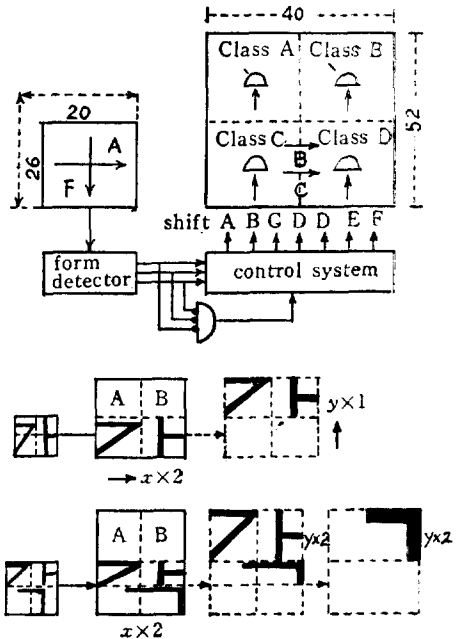 40
Class A Class B
20
A
26
F
Class C Class D
B
C
52
shift A B G D D E F
form
detector
control system
A B
y×1
x×2
A B
y×2
y×2
x×2